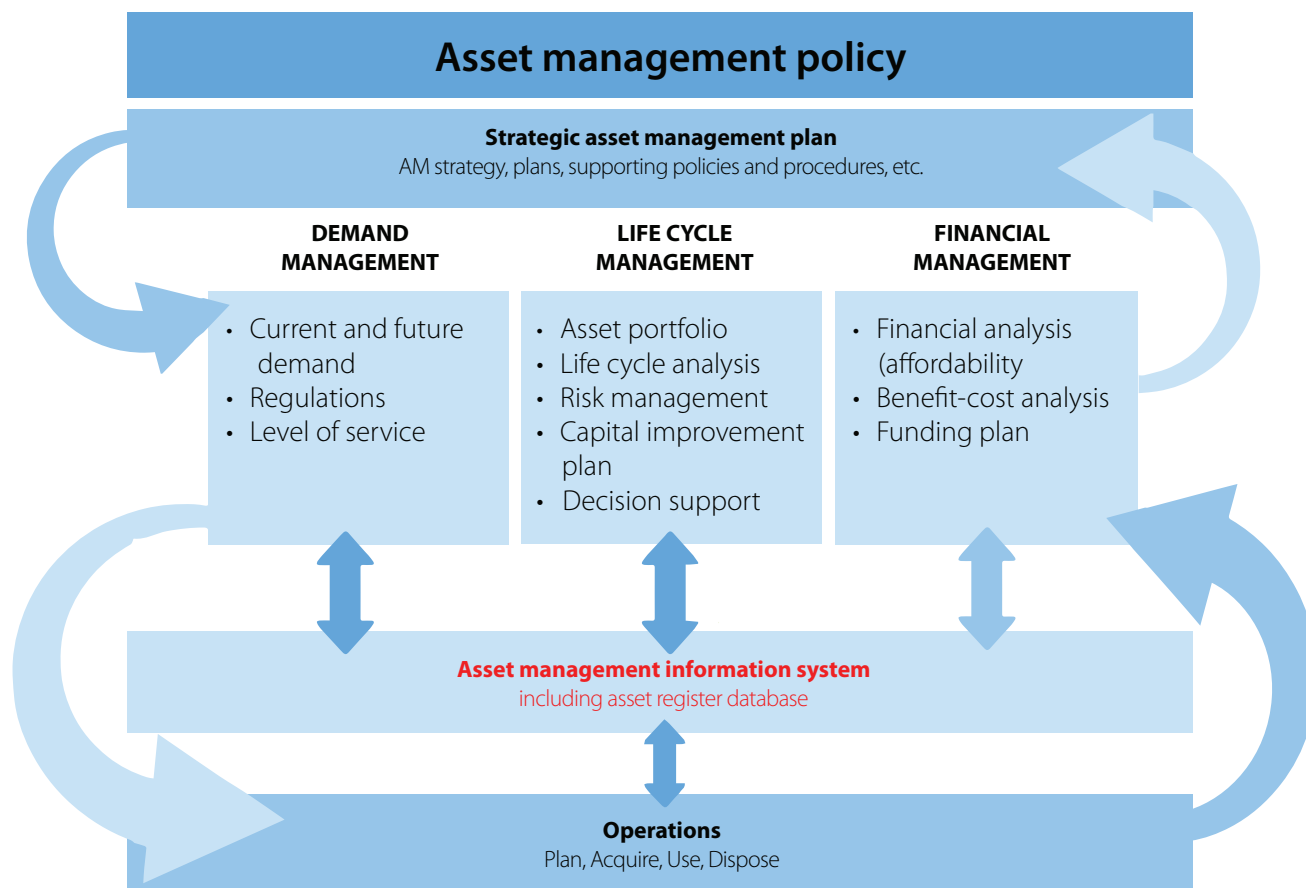 Asset management policy
Strategic asset management plan
AM strategy, plans, supporting policies and procedures, etc.
DEMAND
MANAGEMENT
• Current and future
demand
• Regulations
• Level of service
LIFE CYCLE
MANAGEMENT
• Asset portfolio
• Life cycle analysis
• Risk management
• Capital improvement
plan
• Decision support
FINANCIAL
MANAGEMENT
• Financial analysis
(affordability
• Benefit-cost analysis
• Funding plan
Asset management information system
including asset register database
Operations
Plan, Acquire, Use, Dispose